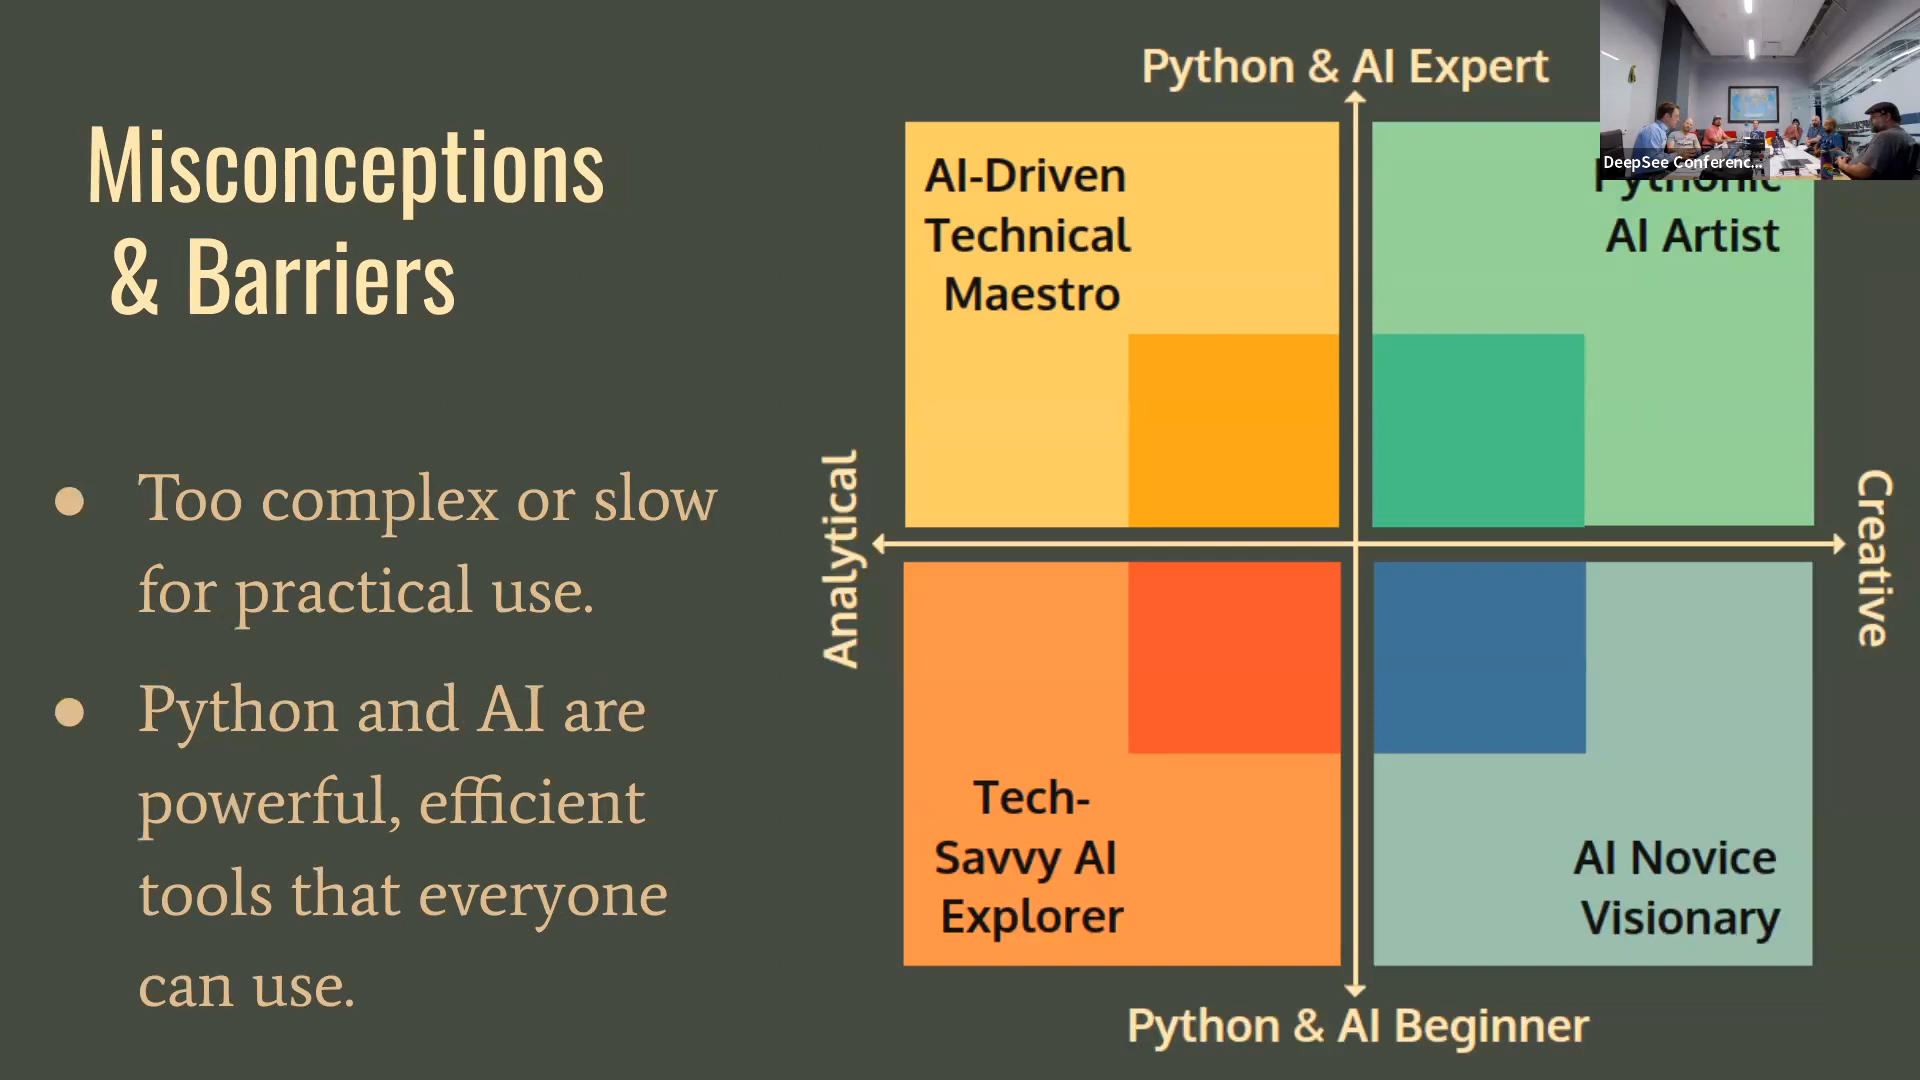 Misconceptions
& Barriers
● Too complex or slow
for practical use.
● Python and AI are
powerful, efficient
tools that everyone
can use.
Python & AI Expert
AI-Driven
Technical
Maestro
Pythonic
AI Artist
Analytical
Creative
Tech-
Savvy AI
Explorer
AI Novice
Visionary
Python & AI Beginner
DeepSee Conferenc...